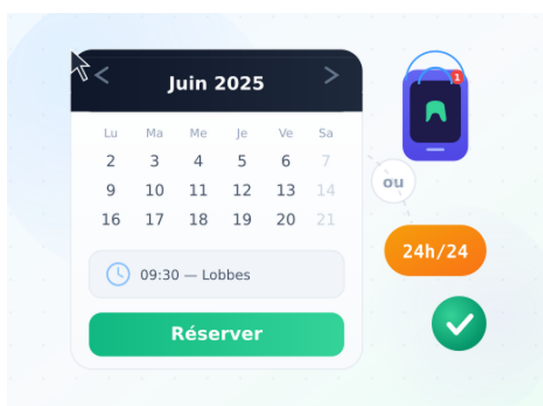 Juin 2025
Lu Ma Me Je Ve Sa
2 3 4 5 6 7
9 10 11 12 13 14
16 17 18 19 20 21
09:30 — Lobbes
Réserver
1
ou
24h/24